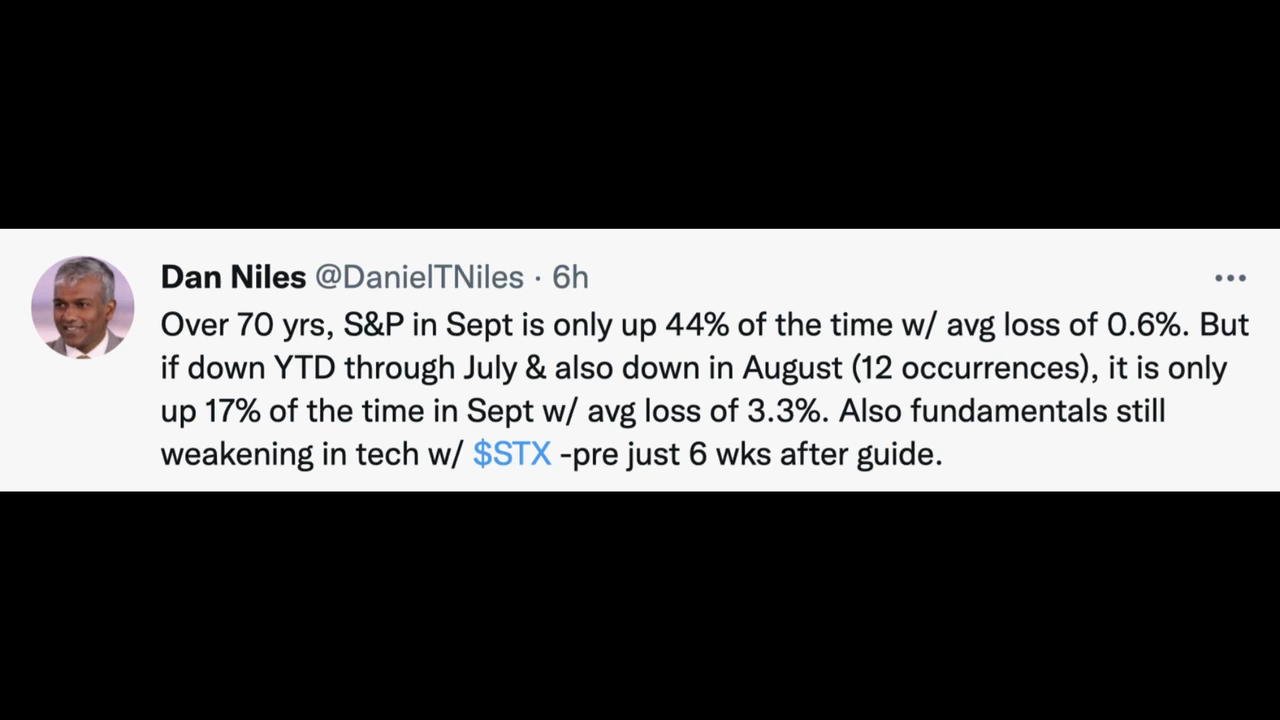 Dan Niles @DanielTNiles · 6h
Over 70 yrs, S&P in Sept is only up 44% of the time w/ avg loss of 0.6%. But
if down YTD through July & also down in August (12 occurrences), it is only
up 17% of the time in Sept w/ avg loss of 3.3%. Also fundamentals still
weakening in tech w/ $STX -pre just 6 wks after guide.